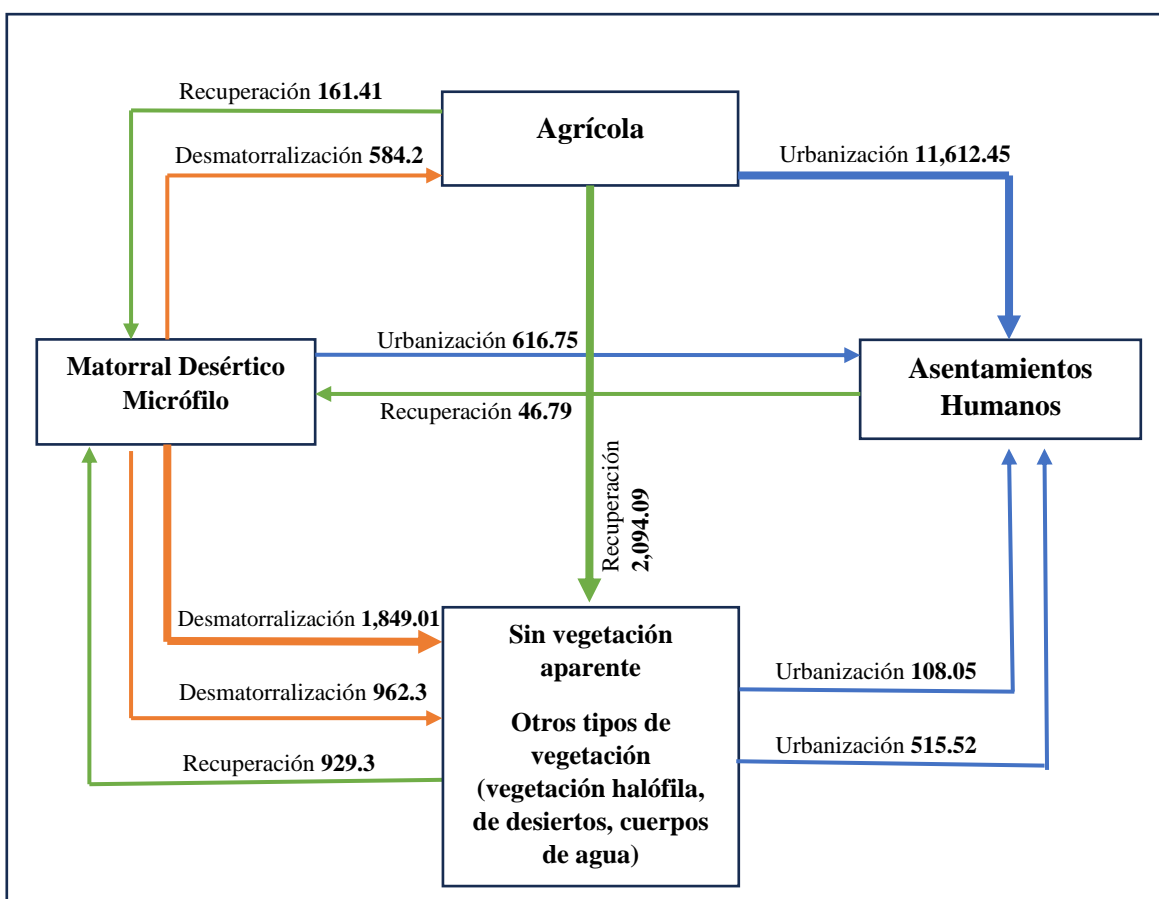 Recuperación 161.41
Agrícola
Desmatorralización 584.2
Urbanización 11,612.45
Urbanización 616.75
Matorral Desértico
Micrófilo
Asentamientos
Humanos
Recuperación 46.79
Recuperación
2,094.09
Desmatorralización 1,849.01
Sin vegetación
aparente
Urbanización 108.05
Desmatorralización 962.3
Otros tipos de
vegetación
(vegetación halófila,
de desiertos, cuerpos
de agua)
Urbanización 515.52
Recuperación 929.3